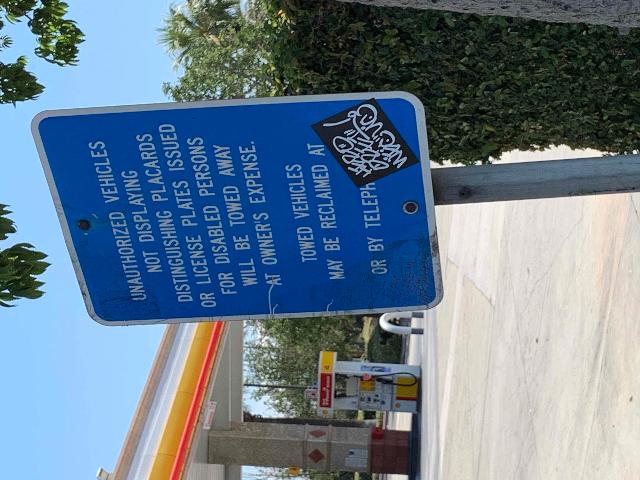 UNAUTHORIZED VEHICLES
NOT DISPLAYING
DISTINGUISHING PLACARDS
OR LICENSE PLATES ISSUED
FOR DISABLED PERSONS
WILL BE TOWED AWAY
AT OWNER'S EXPENSE.
TOWED VEHICLES
MAY BE RECLAIMED AT
OR BY TELEPH